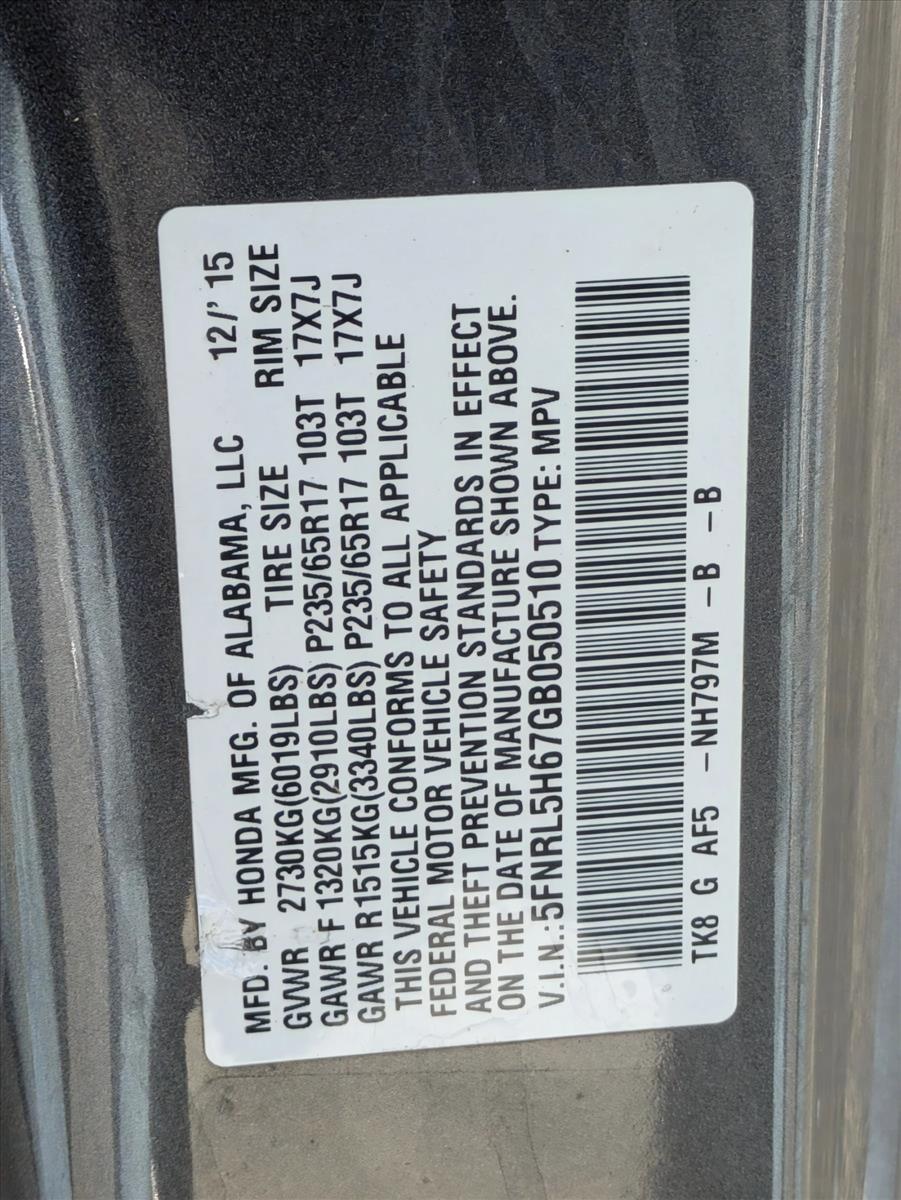 MFD. BY HONDA MFG. OF ALABAMA, LLC 12/' 15
GVWR 2730KG(6019LBS) TIRE SIZE RIM SIZE
GAWR F 1320KG(2910LBS) P235/65R17 103T 17X7J
GAWR R1515KG(3340LBS) P235/65R17 103T 17X7J
THIS VEHICLE CONFORMS TO ALL APPLICABLE
FEDERAL MOTOR VEHICLE SAFETY
AND THEFT PREVENTION STANDARDS IN EFFECT
ON THE DATE OF MANUFACTURE SHOWN ABOVE.
V.I.N.:5FNRL5H67GB050510 TYPE: MPV
TK8 G AF5 -NH797M -B -B